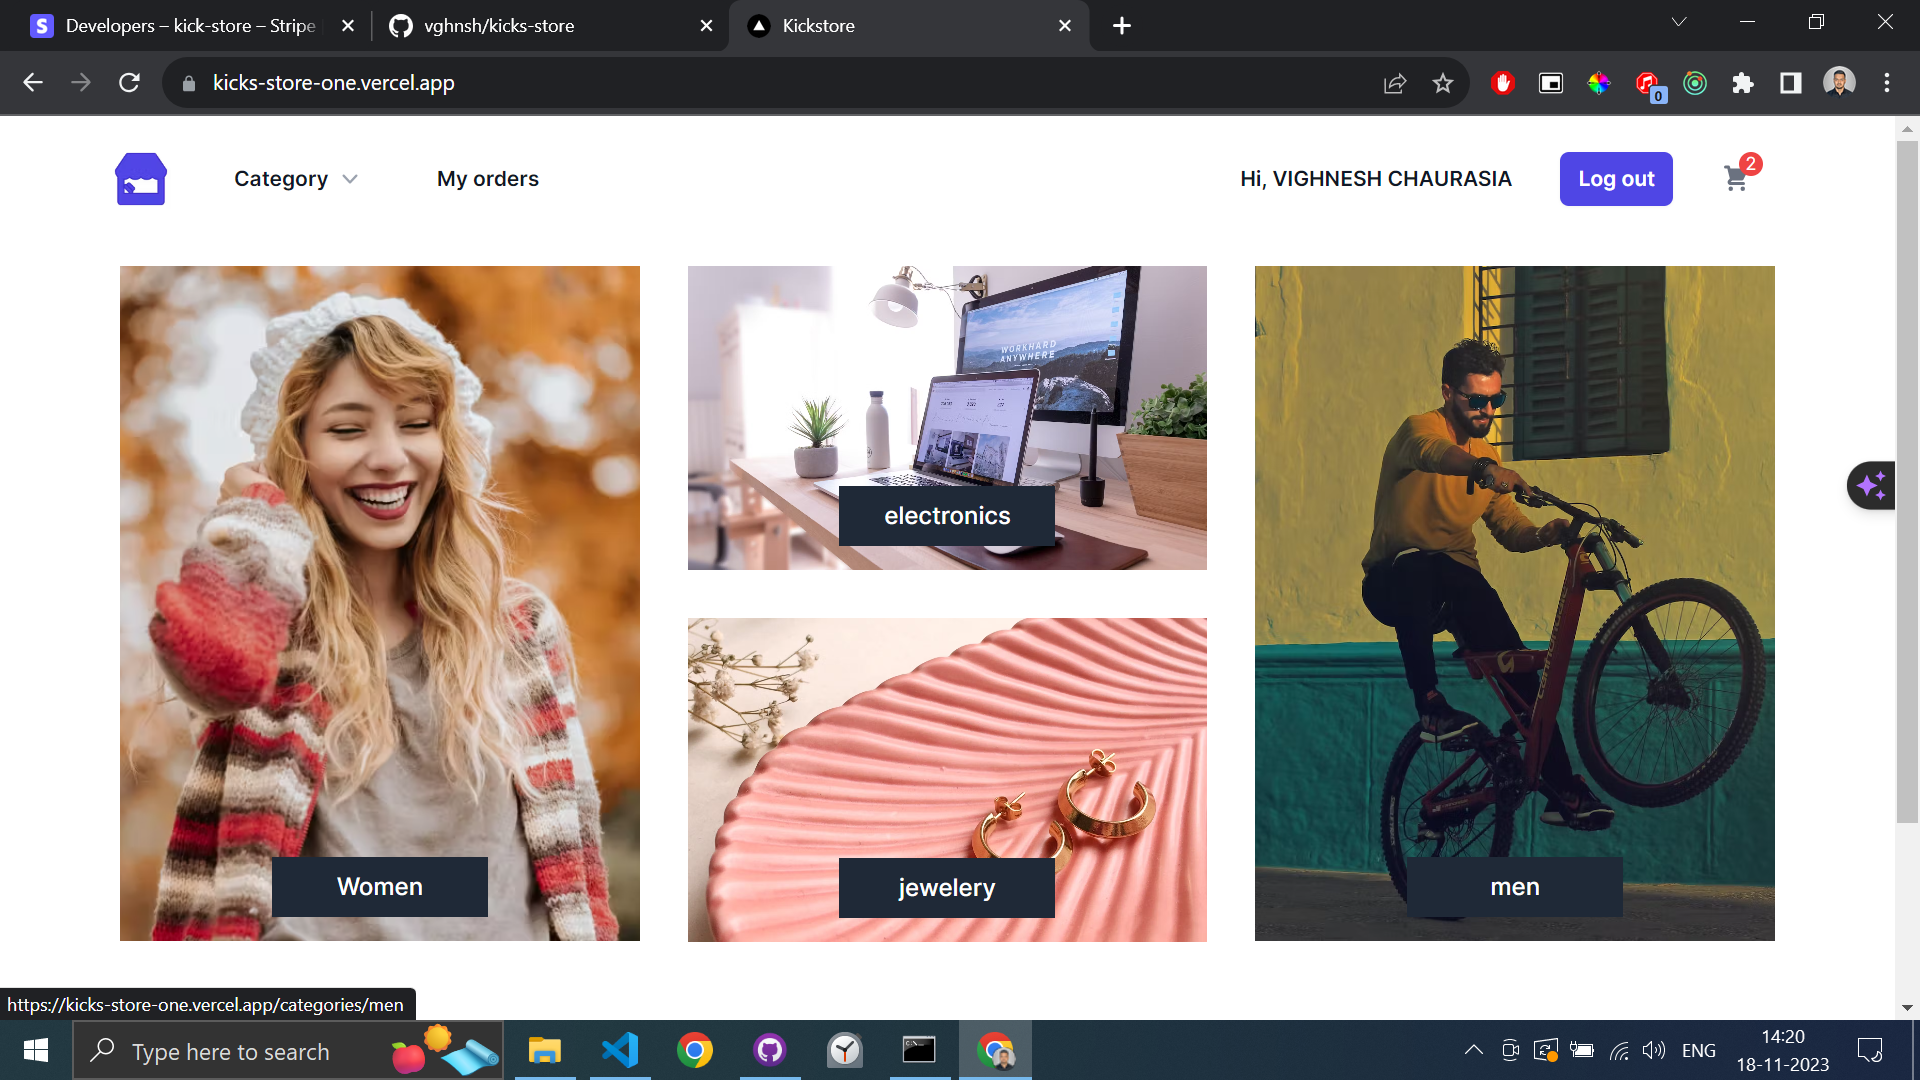 Developers – kick-store – Stripe
vghnsh/kicks-store
Kickstore
kicks-store-one.vercel.app
0
Category
My orders
Hi, VIGHNESH CHAURASIA
Log out
2
WORKHARD
ANYWHERE
electronics
Women
jewelery
men
https://kicks-store-one.vercel.app/categories/men
Type here to search
ENG
14:20
18-11-2023